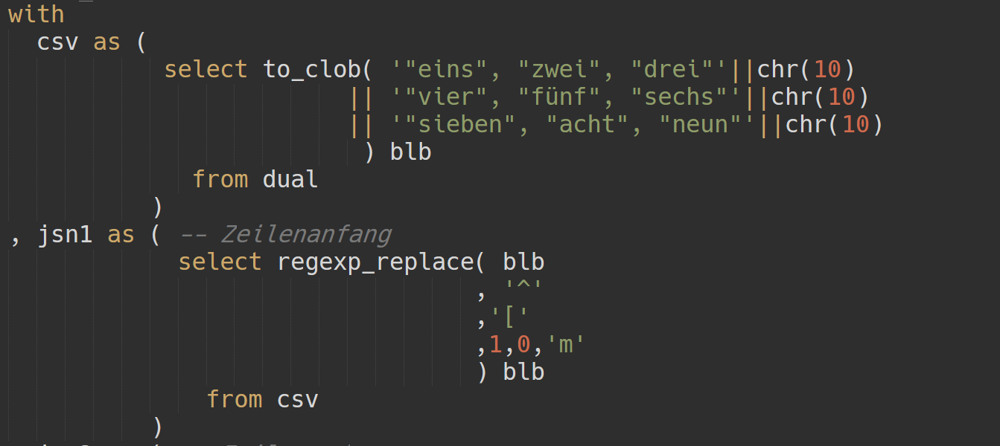 with
csv as (
select to_clob( '"eins", "zwei", "drei"'||chr(10)
|| '"vier", "fünf", "sechs"'||chr(10)
|| '"sieben", "acht", "neun"'||chr(10)
) blb
from dual
)
, jsn1 as ( -- Zeilenanfang
select regexp_replace( blb
, '^'
,'['
,1,0,'m'
) blb
from csv
)